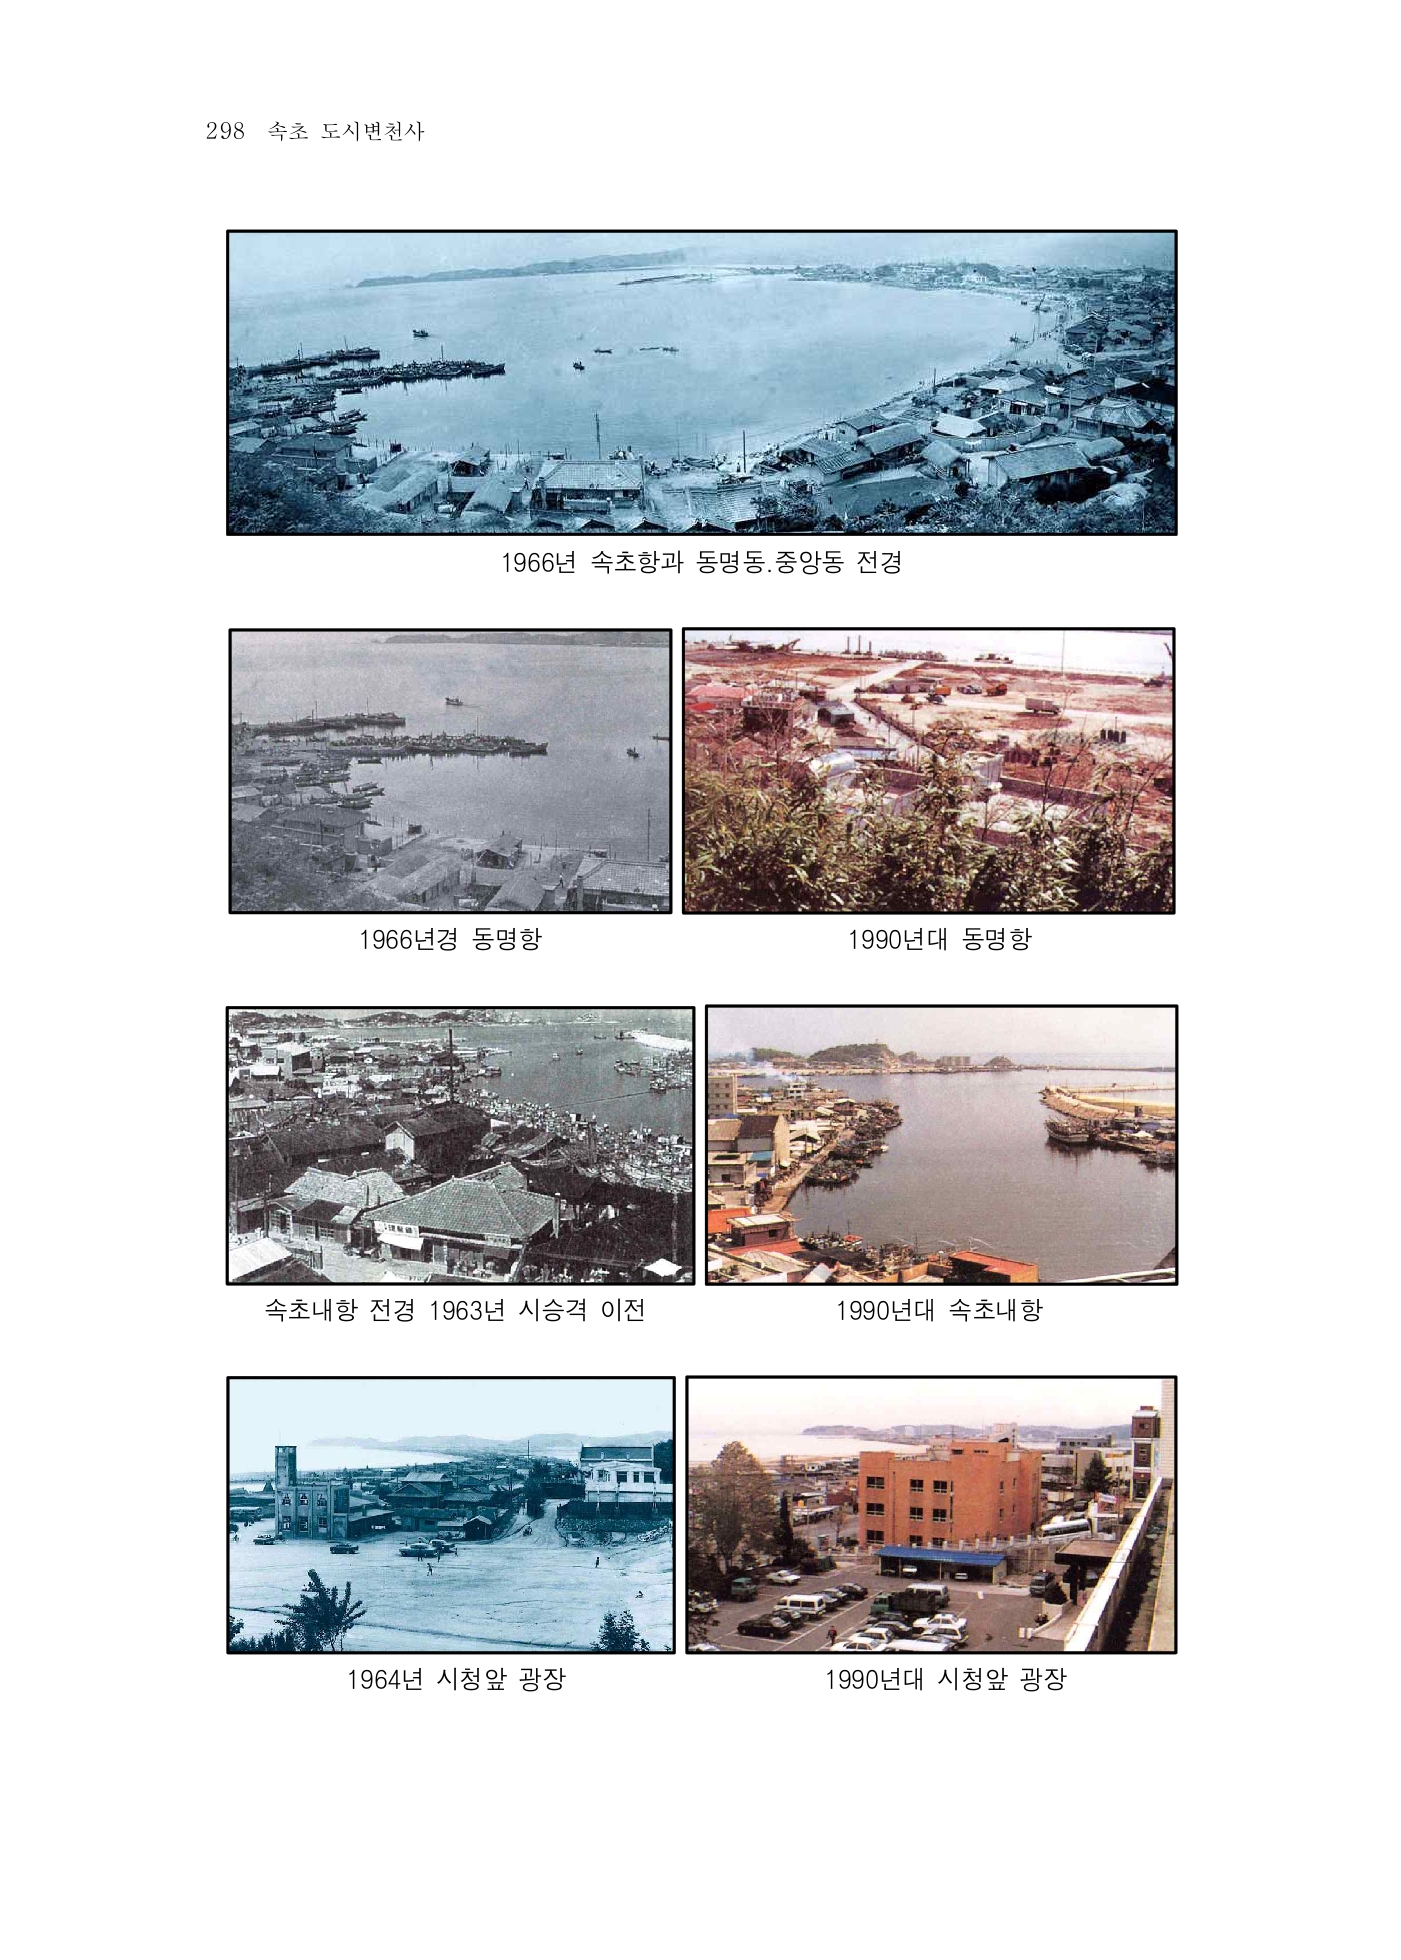 298 속초 도시변천사
1966년 속초항과 동명동.중앙동 전경
1966년경 동명항
1990년대 동명항
속초내항 전경 1963년 시승격 이전
1990년대 속초내항
1964년 시청앞 광장
1990년대 시청앞 광장